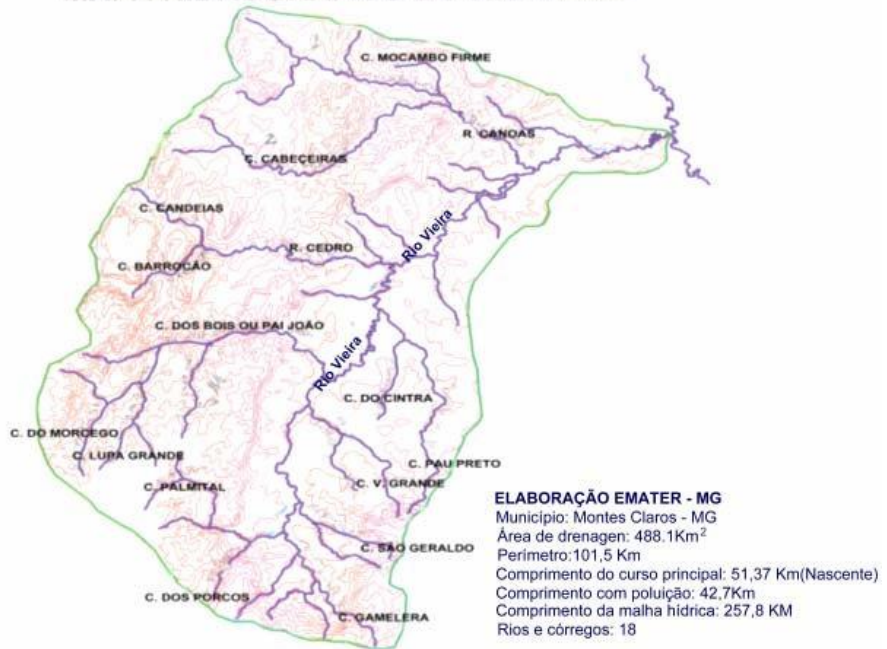 C. MOCAMBO FIRME
R. CANOAS
C. CABEÇEIRAS
C. CANDEIAS
Rio Vieira
R. CEDRO
C. BARROCÃO
C. DOS BOIS OU PAI JOÃO
Rio Vieira
C. DO CINTRA
C. DO MORCEGO
C. LUPA GRANDE
C. PAU PRETO
C. PALMITAL
C. V. GRANDE
C. SÃO GERALDO
C. DOS PORCOS
C. GAMELERA
ELABORAÇÃO EMATER - MG
Município: Montes Claros - MG
Área de drenagen: 488.1Km²
Perímetro:101,5 Km
Comprimento do curso principal: 51,37 Km(Nascente)
Comprimento com poluição: 42,7Km
Comprimento da malha hídrica: 257,8 KM
Rios e córregos: 18